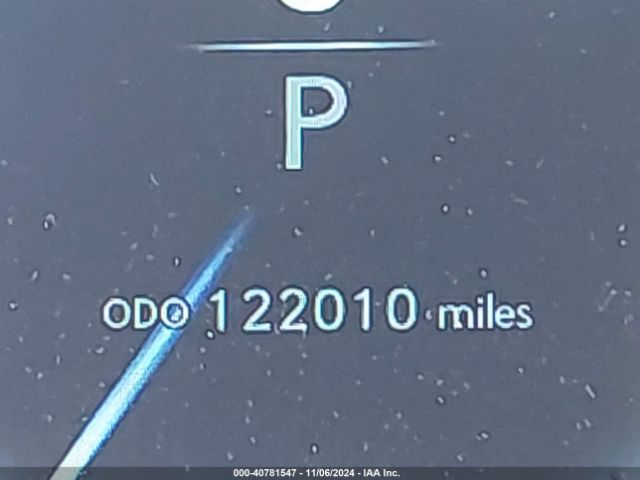 P
ODO 122010 miles
000-40781547 - 11/06/2024 - IAA Inc.